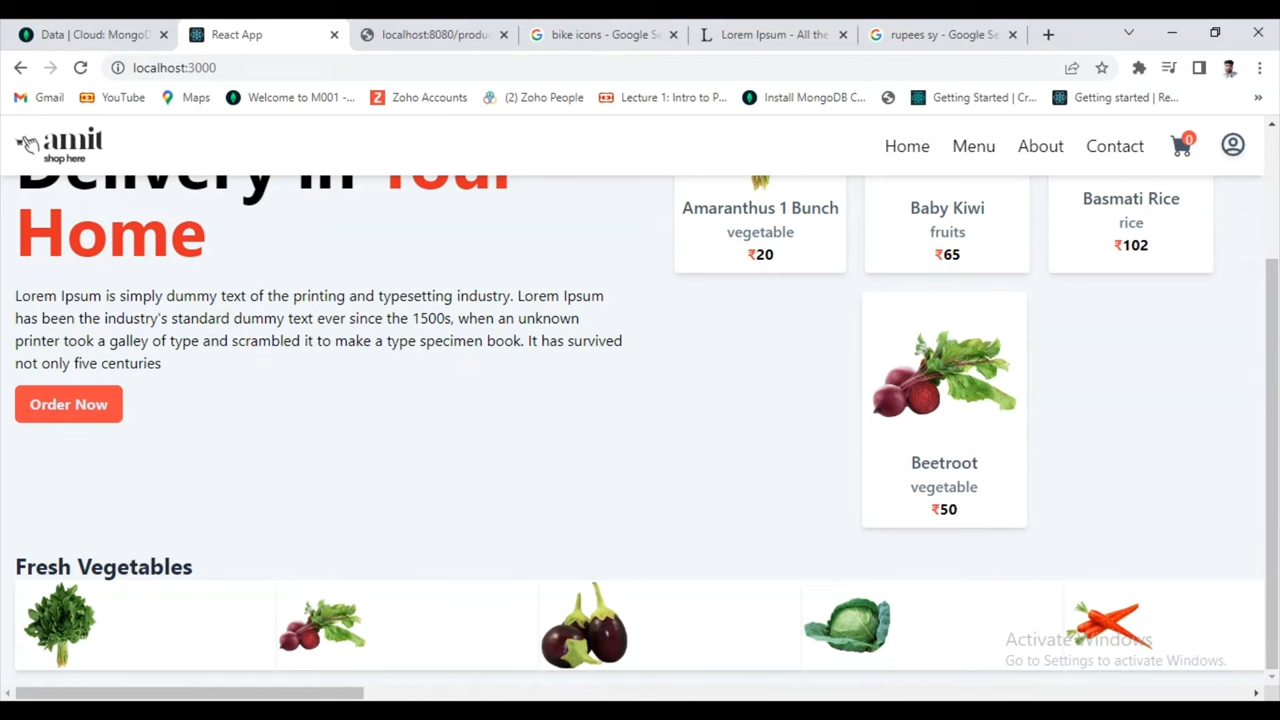 Data | Cloud: MongoD
React App
localhost:8080/produ
bike icons - Google Se
Lorem Ipsum - All the
rupees sy - Google Se
localhost:3000
Gmail
YouTube
Maps
Welcome to M001 -...
Zoho Accounts
(2) Zoho People
Lecture 1: Intro to P...
Install MongoDB C...
Getting Started | Cr...
Getting started | Re...
amit
shop here
Home
Menu
About
Contact
0
Delivery in Your
Home
Amaranthus 1 Bunch
vegetable
₹20
Baby Kiwi
fruits
₹65
Basmati Rice
rice
₹102
Lorem Ipsum is simply dummy text of the printing and typesetting industry. Lorem Ipsum
has been the industry's standard dummy text ever since the 1500s, when an unknown
printer took a galley of type and scrambled it to make a type specimen book. It has survived
not only five centuries
Order Now
Beetroot
vegetable
₹50
Fresh Vegetables
Activate Windows
Go to Settings to activate Windows.